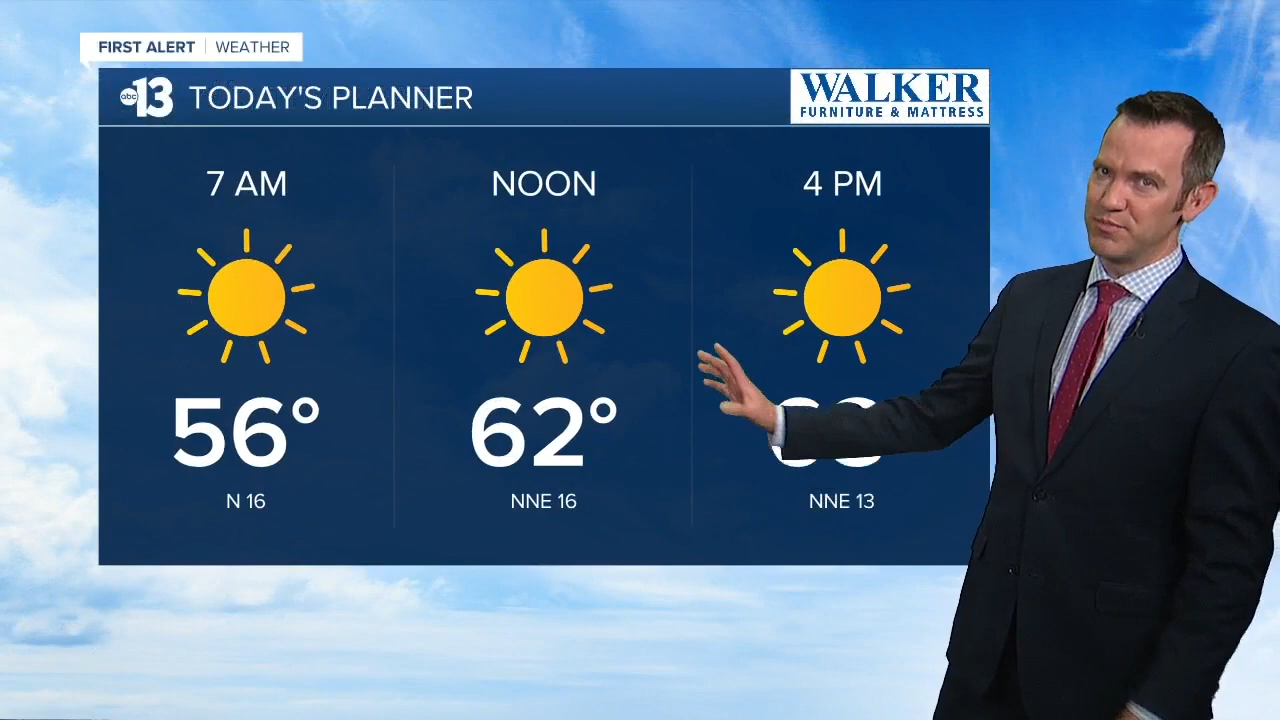 FIRST ALERT | WEATHER
abc 13 TODAY'S PLANNER
WALKER
FURNITURE & MATTRESS
7 AM NOON 4 PM
56° 62°
N 16 NNE 16 NNE 13